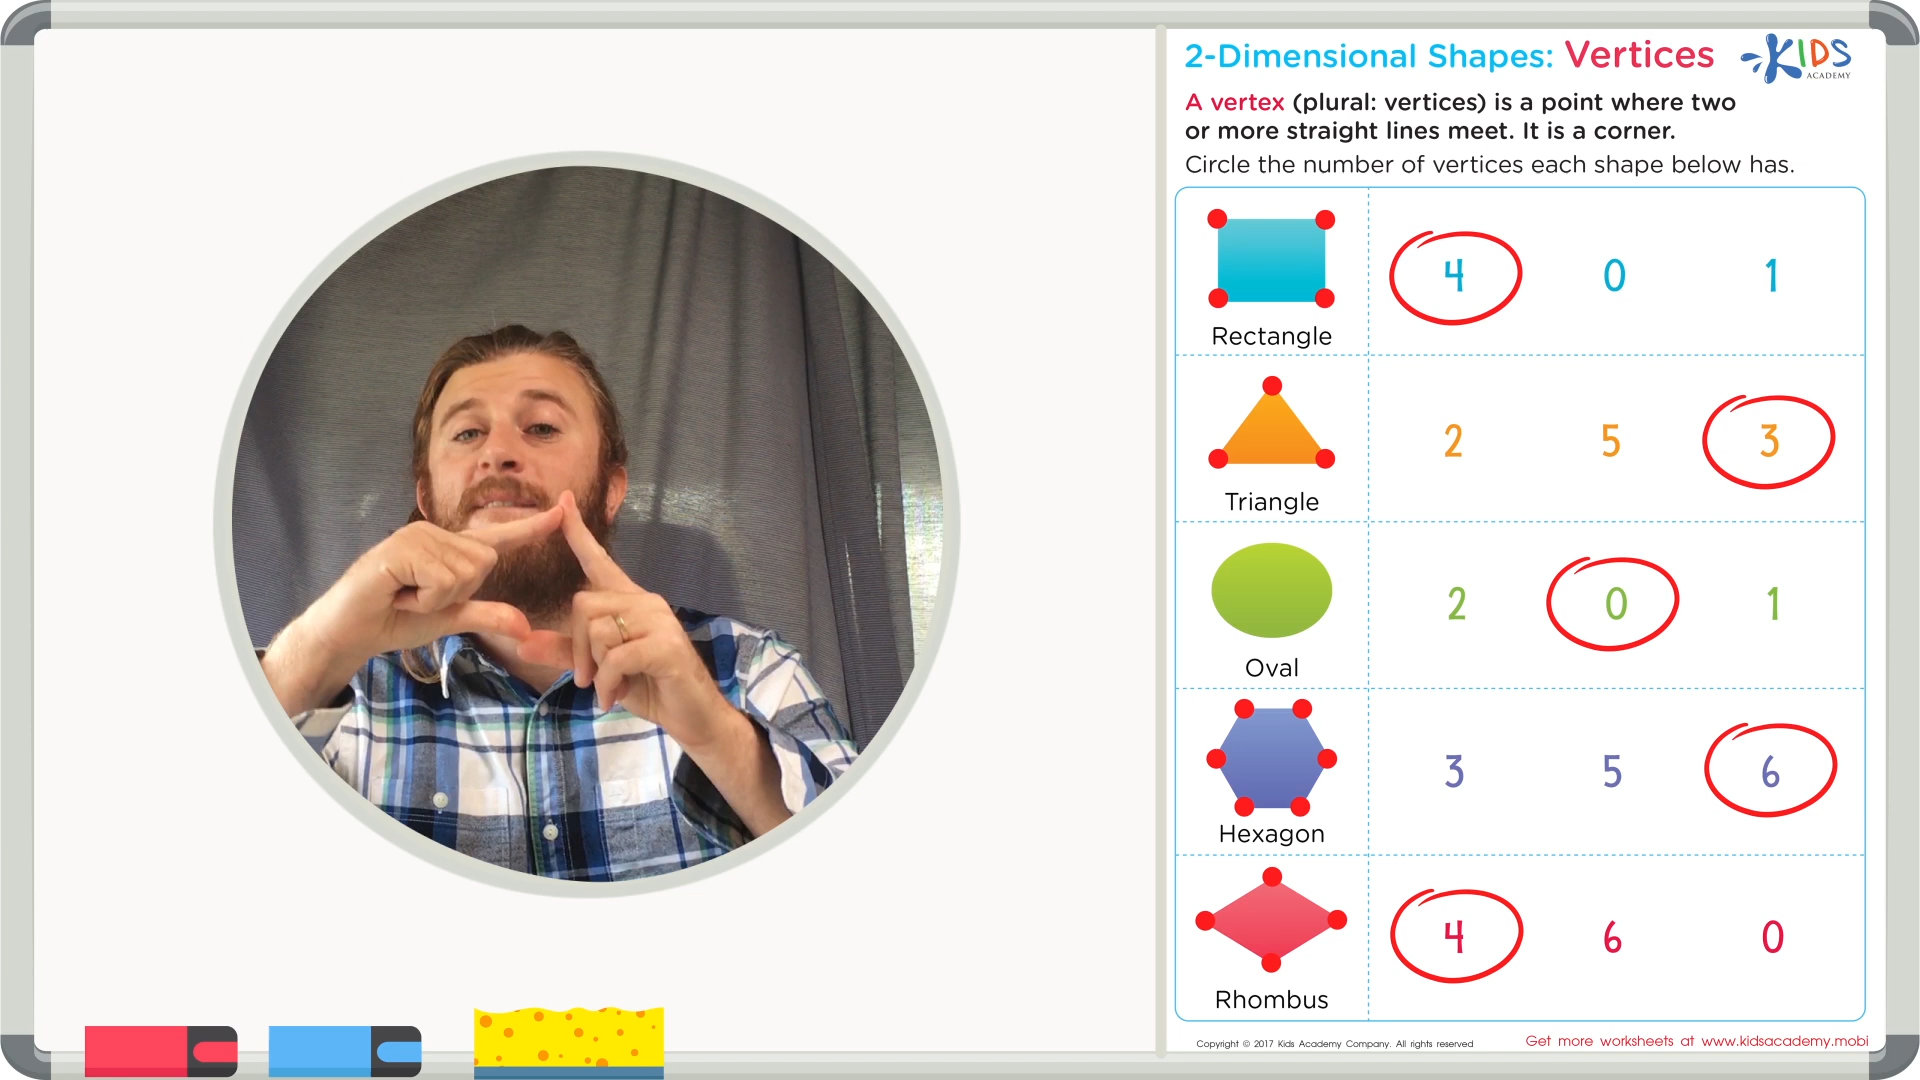 2-Dimensional Shapes: Vertices
KIDS
ACADEMY
A vertex (plural: vertices) is a point where two
or more straight lines meet. It is a corner.
Circle the number of vertices each shape below has.
4 0 1
Rectangle
2 5 3
Triangle
2 0 1
Oval
3 5 6
Hexagon
4 6 0
Rhombus
Copyright © 2017 Kids Academy Company. All rights reserved
Get more worksheets at www.kidsacademy.mobi